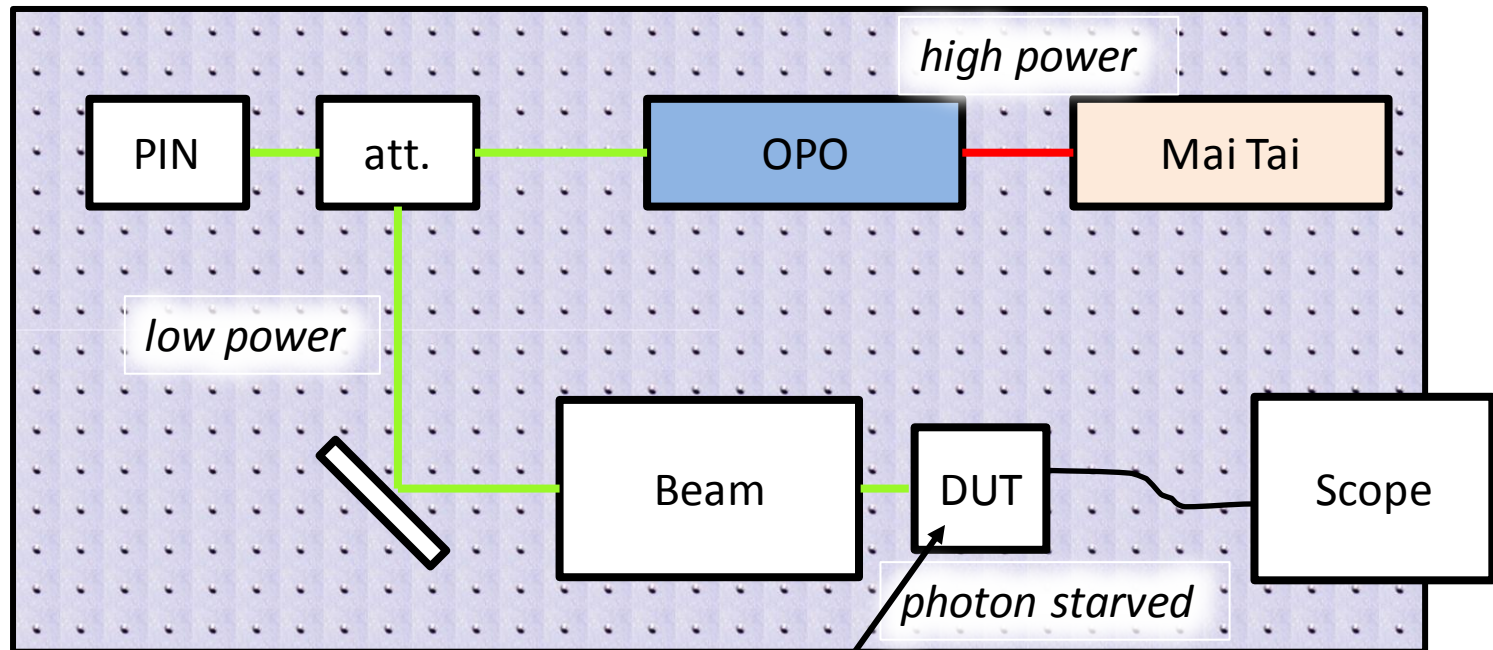 high power
PIN
att.
OPO
Mai Tai
low power
Beam
DUT
Scope
photon starved